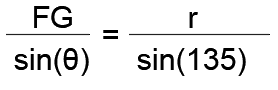 FG / sin(θ) = r / sin(135)